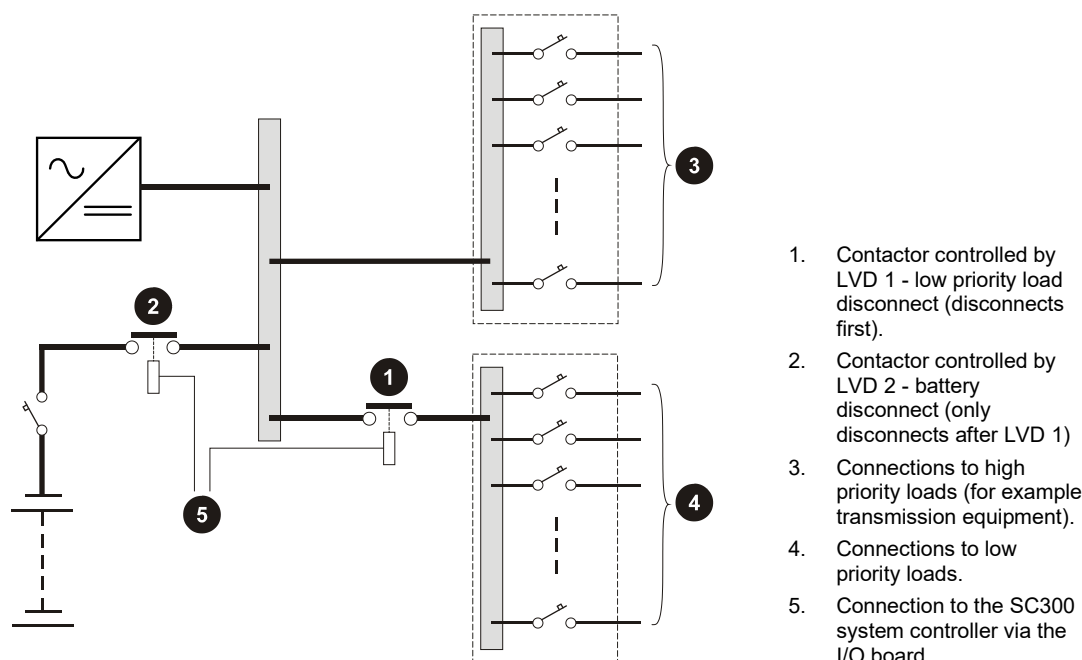 3
2
1
4
5
1. Contactor controlled by
LVD 1 - low priority load
disconnect (disconnects
first).
2. Contactor controlled by
LVD 2 - battery
disconnect (only
disconnects after LVD 1)
3. Connections to high
priority loads (for example
transmission equipment).
4. Connections to low
priority loads.
5. Connection to the SC300
system controller via the
I/O board